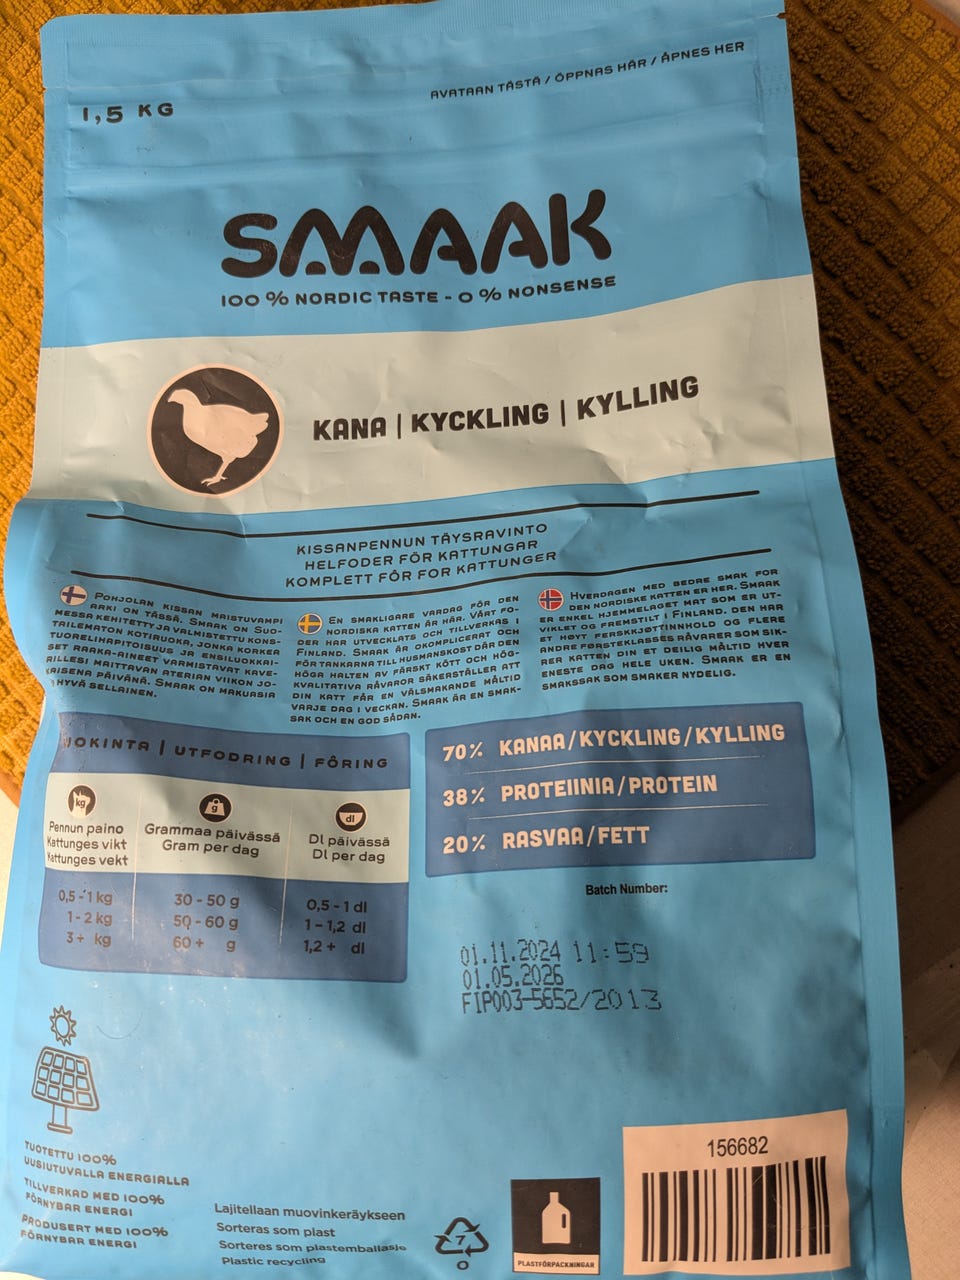 1,5 KG
AVATAAN TÄSTÄ / ÖPPNAS HÄR / ÅPNES HER
SMAAK
100 % NORDIC TASTE - 0 % NONSENSE
KANA | KYCKLING | KYLLING
KISSANPENNUN TÄYSRAVINTO
HELFODER FÖR KATTUNGAR
KOMPLETT FÔR FOR KATTUNGER
POHJOLAN KISSAN MAISTUVAMPI
ARKI ON TÄSSÄ. SMAAK ON SUO-
MESSA KEHITETTY JA VALMISTETTU KONS-
TRILEMATON KOTIRUOKA, JONKA KORKEA
TUORELIHAPITOISUUS JA ENSILUOKKAI-
SET RAAKA-AINEET VARMISTAVAT KAVE-
RILLESI MAITTAVAN ATERIAN VIIKON JO-
KAISENA PÄIVÄNÄ. SMAAK ON MAKUASIA
HYVÄ SELLAINEN.
EN SMAKLIGARE VARDAG FÖR DEN
NORDISKA KATTEN ÄR HÄR. VÅRT FO-
DER HAR UTVECKLATS OCH TILLVERKAS I
FINLAND. SMAAK ÄR OKOMPLICERAT OCH
FÖR TANKARNA TILL HUSMANSKOST DÄR DEN
HÖGA HALTEN AV FÄRSKT KÖTT OCH HÖG-
KVALITATIVA RÅVAROR SÄKERSTÄLLER ATT
DIN KATT FÅR EN VÄLSMAKANDE MÅLTID
VARJE DAG I VECKAN. SMAAK ÄR EN SMAK-
SAK OCH EN GOD SÅDAN.
HVERDAGEN MED BEDRE SMAK FOR
DEN NORDISKE KATTEN ER HER. SMAAK
ER ENKEL HJEMMELAGET MAT SOM ER UT-
VIKLET OG FREMSTILT I FINLAND. DEN HAR
ET HØYT FERSKKJØTTINNHOLD OG FLERE
ANDRE FØRSTEKLASSES RÅVARER SOM SIK-
RER KATTEN DIN ET DEILIG MÅLTID HVER
ENESTE DAG HELE UKEN. SMAAK ER EN
SMAKSSAK SOM SMAKER NYDELIG.
JOKINTA | UTFODRING | FÔRING
kg
g
dl
Pennun paino
Kattunges vikt
Kattunges vekt
Grammaa päivässä
Gram per dag
Dl päivässä
Dl per dag
0,5 - 1 kg 30 - 50 g 0,5 - 1 dl
1 - 2 kg 50 - 60 g 1 - 1,2 dl
3 + kg 60 + g 1,2 + dl
70 % KANAA/KYCKLING/KYLLING
38 % PROTEIINIA/PROTEIN
20 % RASVAA/FETT
Batch Number:
01.11.2024 11:59
01.05.2026
FIP003-5652/2013
TUOTETTU 100%
UUSIUTUVALLA ENERGIALLA
TILLVERKAD MED 100%
FÖRNYBAR ENERGI
PRODUSERT MED 100%
FÔRNYBAR ENERGI
Lajitellaan muovinkeräykseen
Sorteras som plast
Sorteres som plastemballasje
Plastic recycling
7
O
PLASTFÖRPACKNINGAR
156682